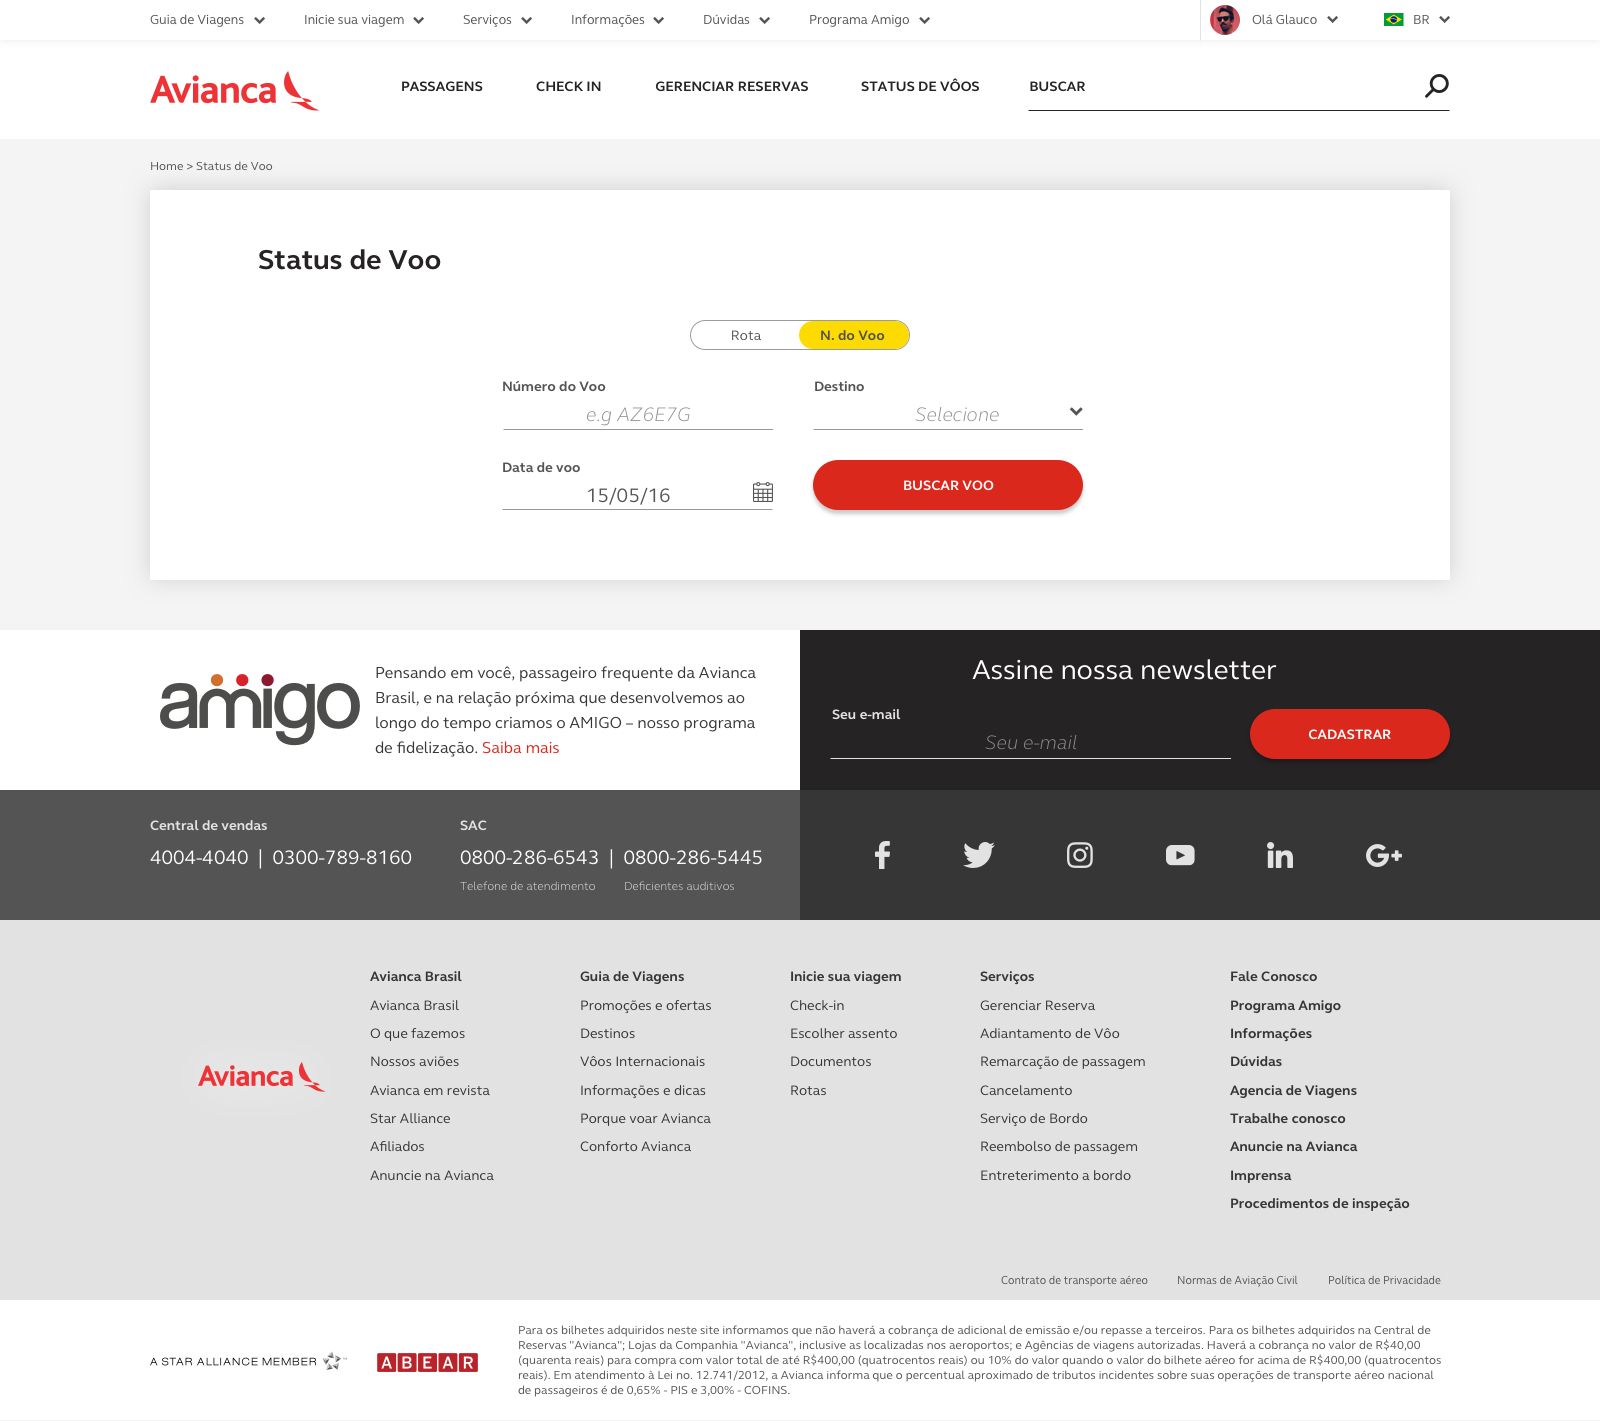 Guia de Viagens Inicie sua viagem Serviços Informações Dúvidas Programa Amigo Olá Glauco BR
Avianca PASSAGENS CHECK IN GERENCIAR RESERVAS STATUS DE VÔOS BUSCAR
Home > Status de Voo
Status de Voo
Rota N. do Voo
Número do Voo Destino
e.g AZ6E7G Selecione
Data de voo
15/05/16 BUSCAR VOO
amigo
Pensando em você, passageiro frequente da Avianca
Brasil, e na relação próxima que desenvolvemos ao
longo do tempo criamos o AMIGO – nosso programa
de fidelização. Saiba mais
Assine nossa newsletter
Seu e-mail
Seu e-mail
CADASTRAR
Central de vendas
4004-4040 | 0300-789-8160
SAC
0800-286-6543 | 0800-286-5445
Telefone de atendimento Deficientes auditivos
G+
Avianca
Avianca Brasil
Avianca Brasil
O que fazemos
Nossos aviões
Avianca em revista
Star Alliance
Afiliados
Anuncie na Avianca
Guia de Viagens
Promoções e ofertas
Destinos
Vôos Internacionais
Informações e dicas
Porque voar Avianca
Conforto Avianca
Inicie sua viagem
Check-in
Escolher assento
Documentos
Rotas
Serviços
Gerenciar Reserva
Adiantamento de Vôo
Remarcação de passagem
Cancelamento
Serviço de Bordo
Reembolso de passagem
Entreterimento a bordo
Fale Conosco
Programa Amigo
Informações
Dúvidas
Agencia de Viagens
Trabalhe conosco
Anuncie na Avianca
Imprensa
Procedimentos de inspeção
Contrato de transporte aéreo Normas de Aviação Civil Política de Privacidade
A STAR ALLIANCE MEMBER
ABEAR
Para os bilhetes adquiridos neste site informamos que não haverá a cobrança de adicional de emissão e/ou repasse a terceiros. Para os bilhetes adquiridos na Central de
Reservas "Avianca"; Lojas da Companhia "Avianca", inclusive as localizadas nos aeroportos; e Agências de viagens autorizadas. Haverá a cobrança no valor de R$40,00
(quarenta reais) para compra com valor total de até R$400,00 (quatrocentos reais) ou 10% do valor quando o valor do bilhete aéreo for acima de R$400,00 (quatrocentos
reais). Em atendimento à Lei no. 12.741/2012, a Avianca informa que o percentual aproximado de tributos incidentes sobre suas operações de transporte aéreo nacional
de passageiros é de 0,65% - PIS e 3,00% - COFINS.